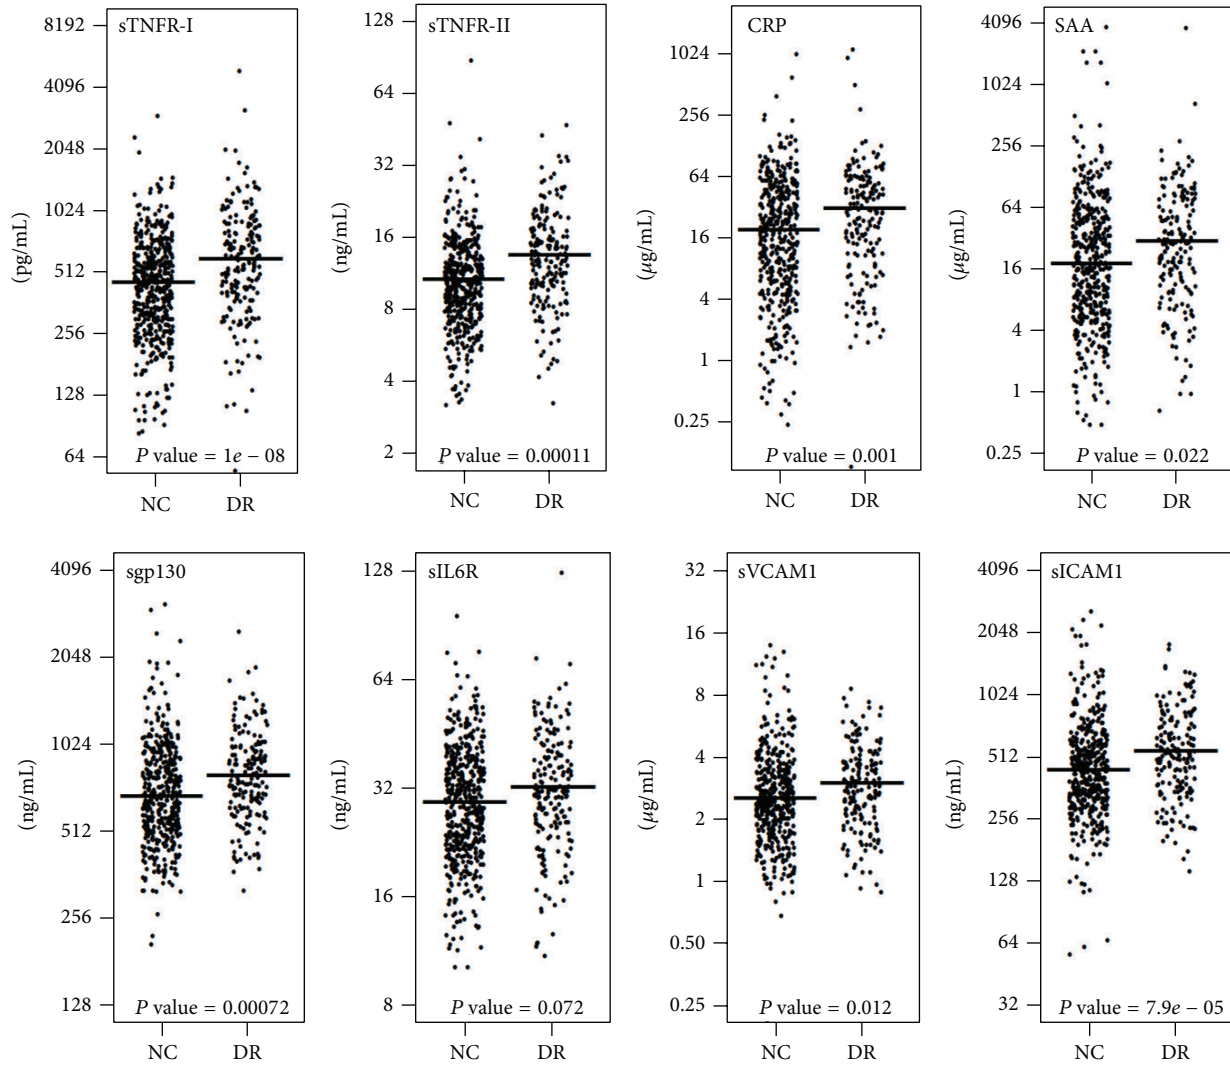 sTNFR-I
8192
4096
2048
1024
512
256
128
64
(pg/mL)
P value = 1e − 08
NC DR
sTNFR-II
128
64
32
16
8
4
2
(ng/mL)
P value = 0.00011
NC DR
CRP
1024
256
64
16
4
1
0.25
(μg/mL)
P value = 0.001
NC DR
SAA
4096
1024
256
64
16
4
1
0.25
(μg/mL)
P value = 0.022
NC DR
sgp130
4096
2048
1024
512
256
128
(ng/mL)
P value = 0.00072
NC DR
sIL6R
128
64
32
16
8
(ng/mL)
P value = 0.072
NC DR
sVCAM1
32
16
8
4
2
1
0.50
0.25
(μg/mL)
P value = 0.012
NC DR
sICAM1
4096
2048
1024
512
256
128
64
32
(ng/mL)
P value = 7.9e − 05
NC DR